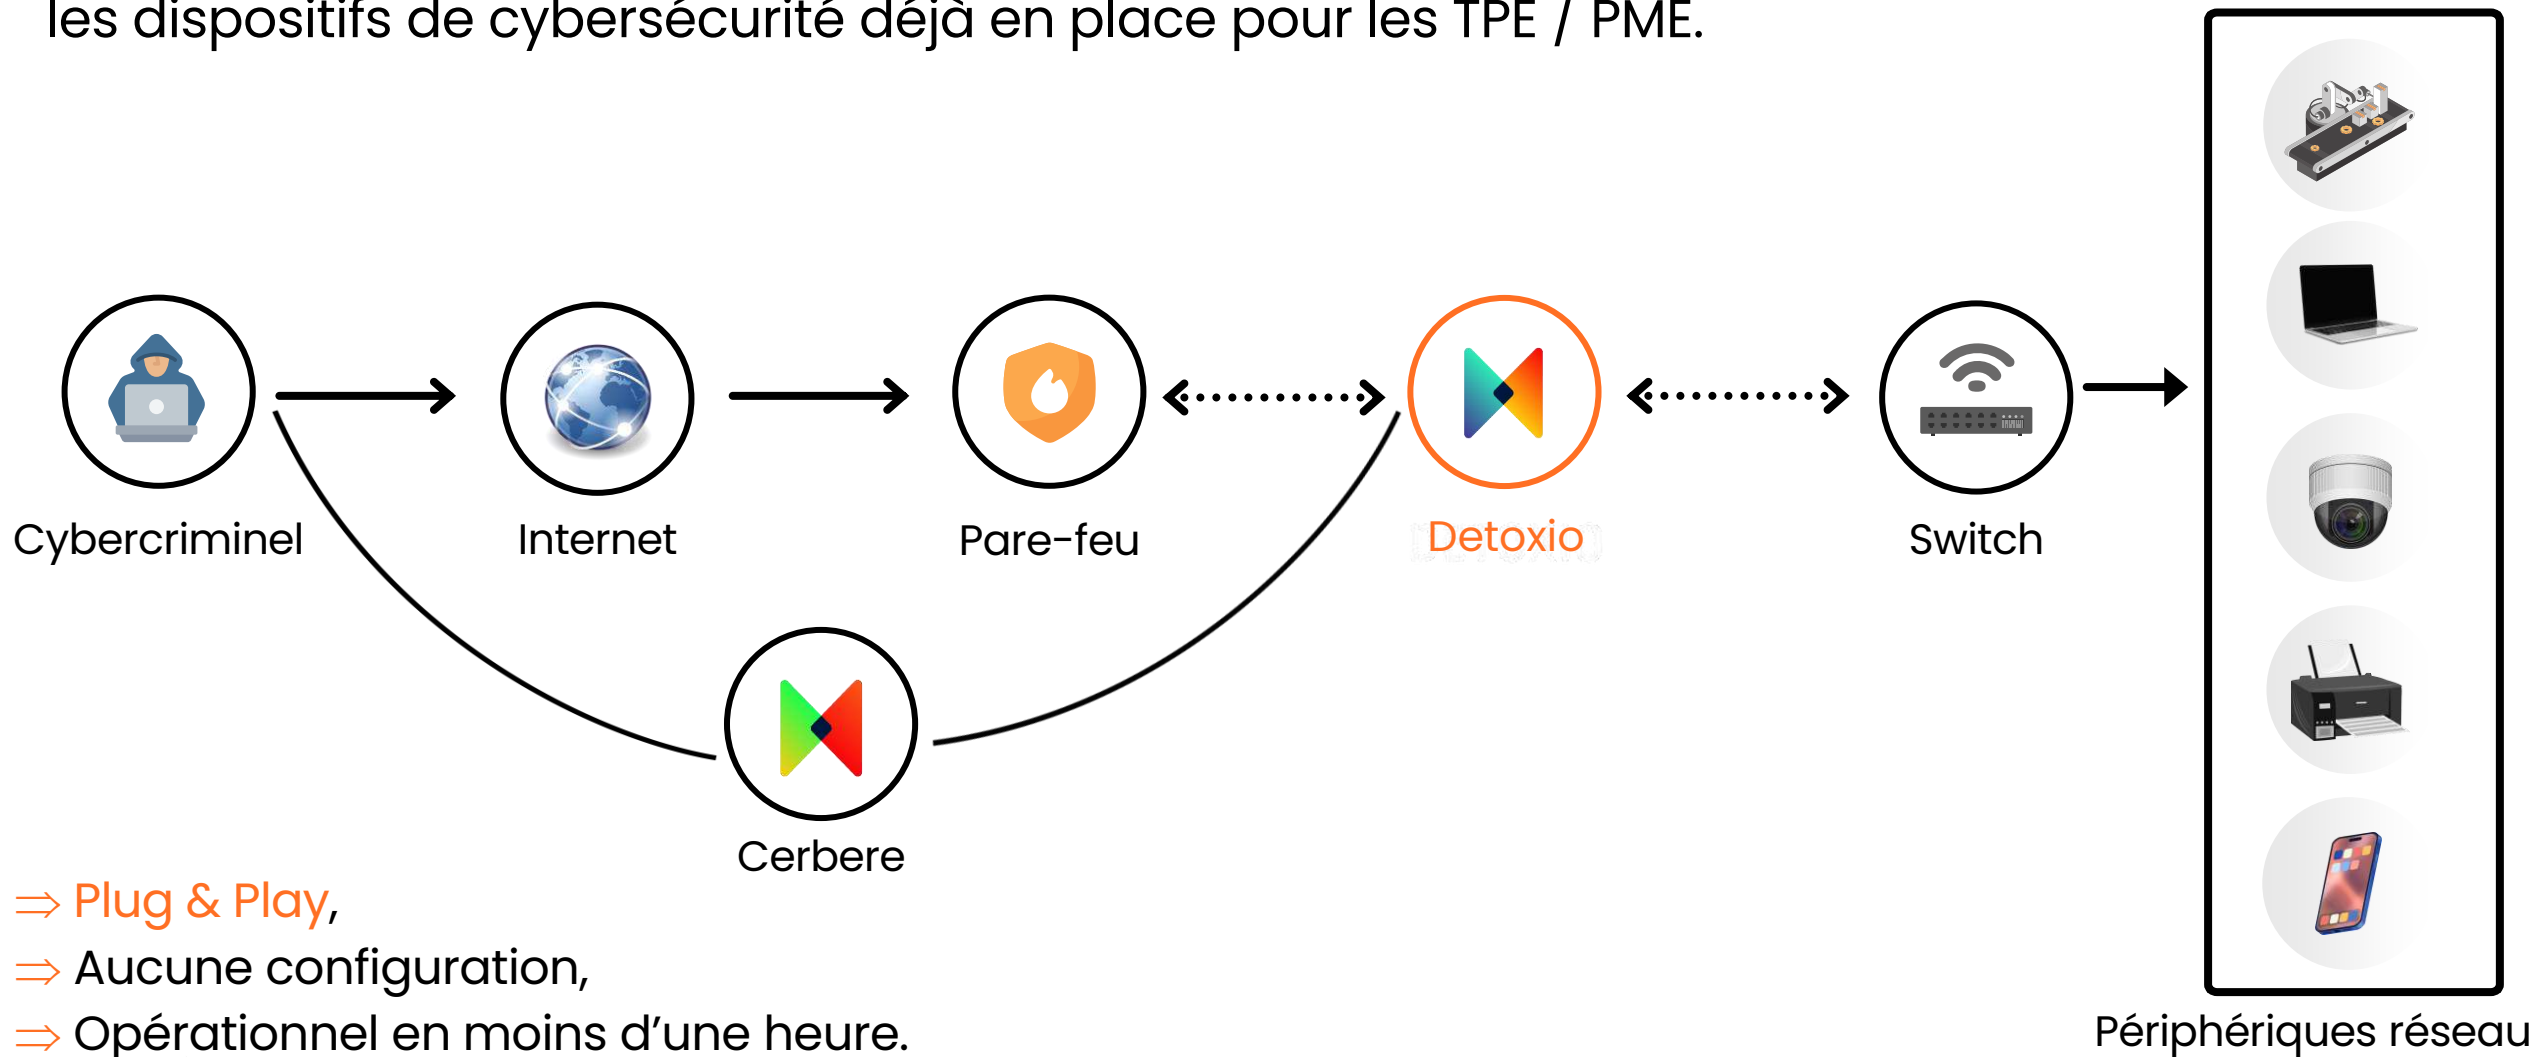 les dispositifs de cybersécurité déjà en place pour les TPE / PME.
Cybercriminel
Internet
Pare-feu
Detoxio
Switch
Cerbere
⇒ Plug & Play,
⇒ Aucune configuration,
⇒ Opérationnel en moins d’une heure.
Périphériques réseau